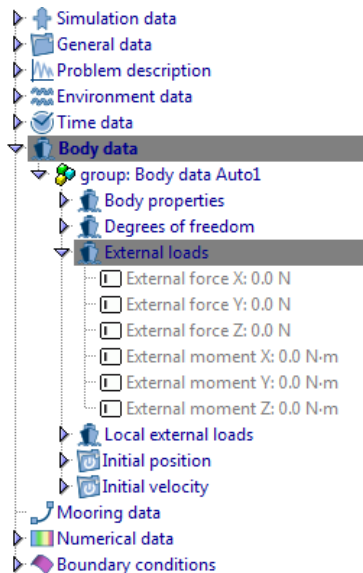 Simulation data
General data
Problem description
Environment data
Time data
Body data
group: Body data Auto1
Body properties
Degrees of freedom
External loads
External force X: 0.0 N
External force Y: 0.0 N
External force Z: 0.0 N
External moment X: 0.0 N·m
External moment Y: 0.0 N·m
External moment Z: 0.0 N·m
Local external loads
Initial position
Initial velocity
Mooring data
Numerical data
Boundary conditions